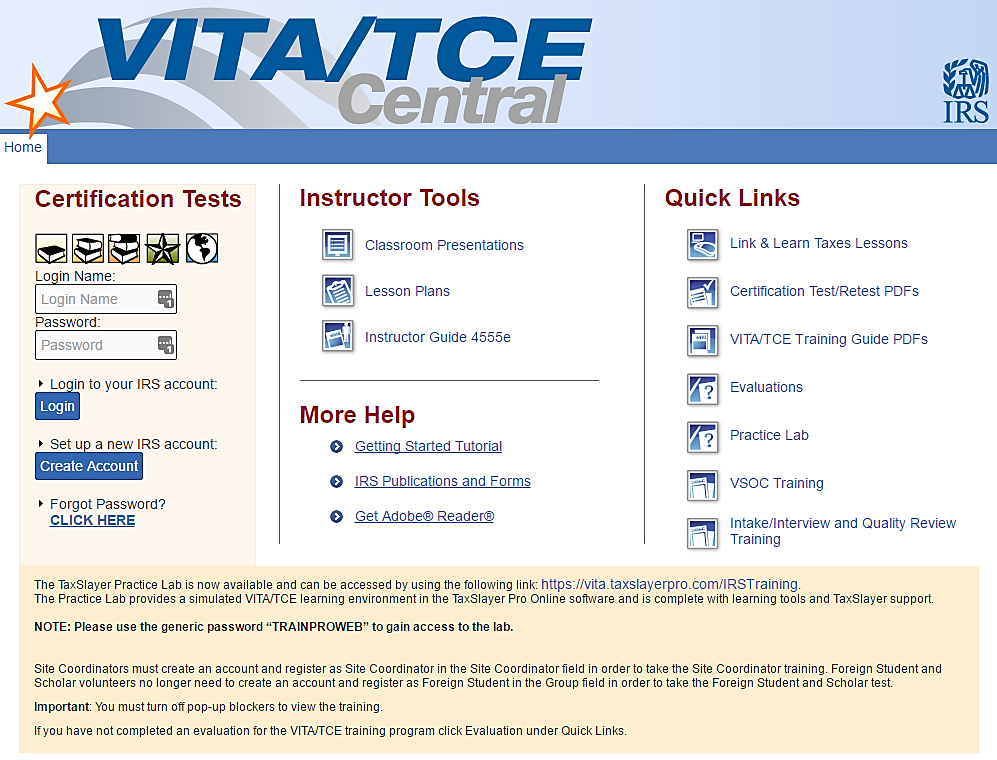 VITA/TCE
Central
IRS
Home
Certification Tests
Login Name:
Login Name
Password:
Password
Login to your IRS account:
Login
Set up a new IRS account:
Create Account
Forgot Password?
CLICK HERE
Instructor Tools
Classroom Presentations
Lesson Plans
Instructor Guide 4555e
More Help
Getting Started Tutorial
IRS Publications and Forms
Get Adobe® Reader®
Quick Links
Link & Learn Taxes Lessons
Certification Test/Retest PDFs
VITA/TCE Training Guide PDFs
Evaluations
Practice Lab
VSOC Training
Intake/Interview and Quality Review
Training
The TaxSlayer Practice Lab is now available and can be accessed by using the following link: https://vita.taxslayerpro.com/IRSTraining.
The Practice Lab provides a simulated VITA/TCE learning environment in the TaxSlayer Pro Online software and is complete with learning tools and TaxSlayer support.
NOTE: Please use the generic password “TRAINPROWEB” to gain access to the lab.
Site Coordinators must create an account and register as Site Coordinator in the Site Coordinator field in order to take the Site Coordinator training. Foreign Student and
Scholar volunteers no longer need to create an account and register as Foreign Student in the Group field in order to take the Foreign Student and Scholar test.
Important: You must turn off pop-up blockers to view the training.
If you have not completed an evaluation for the VITA/TCE training program click Evaluation under Quick Links.